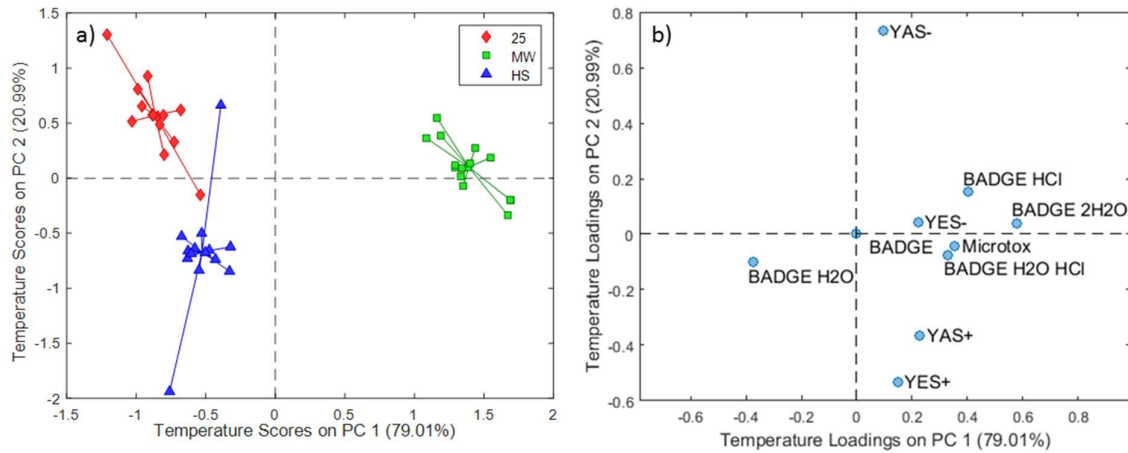 a)
25
MW
HS
1.5
1
0.5
0
-0.5
-1
-1.5
-2
Temperature Scores on PC 2 (20.99%)
-1.5 -1 -0.5 0 0.5 1 1.5 2
Temperature Scores on PC 1 (79.01%)
b)
0.8
0.6
0.4
0.2
0
-0.2
-0.4
-0.6
Temperature Loadings on PC 2 (20.99%)
YAS-
BADGE HCl
BADGE 2H2O
YES-
BADGE
Microtox
BADGE H2O HCl
BADGE H2O
YAS+
YES+
-0.8 -0.6 -0.4 -0.2 0 0.2 0.4 0.6 0.8
Temperature Loadings on PC 1 (79.01%)